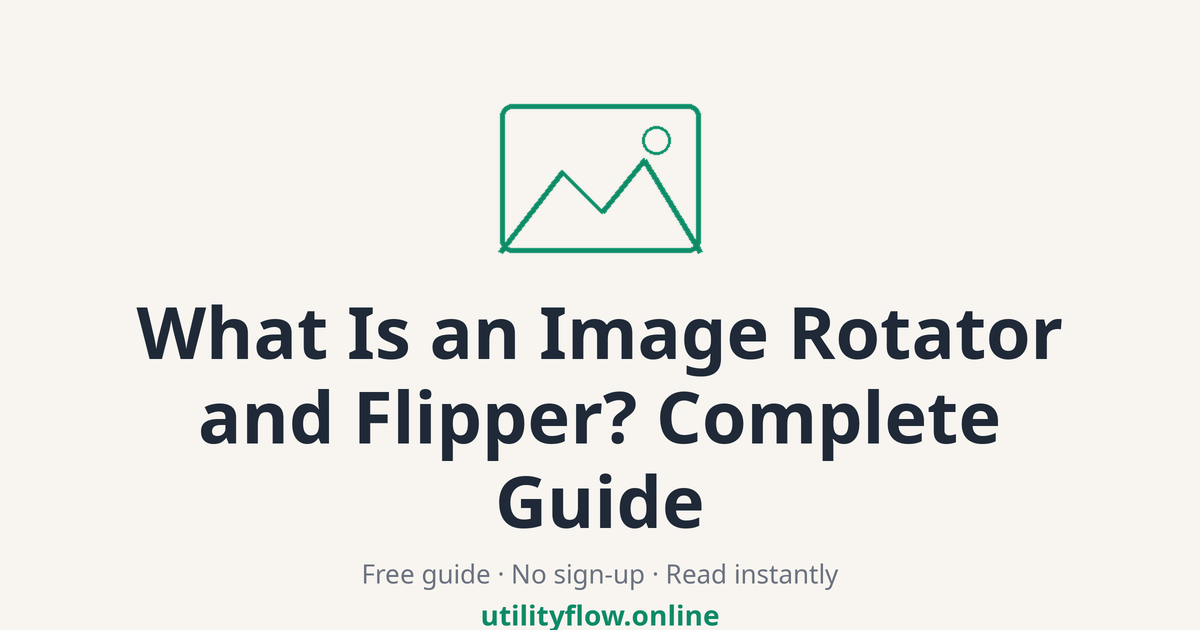 What Is an Image Rotator
and Flipper? Complete
Guide
Free guide · No sign-up · Read instantly
utilityflow.online